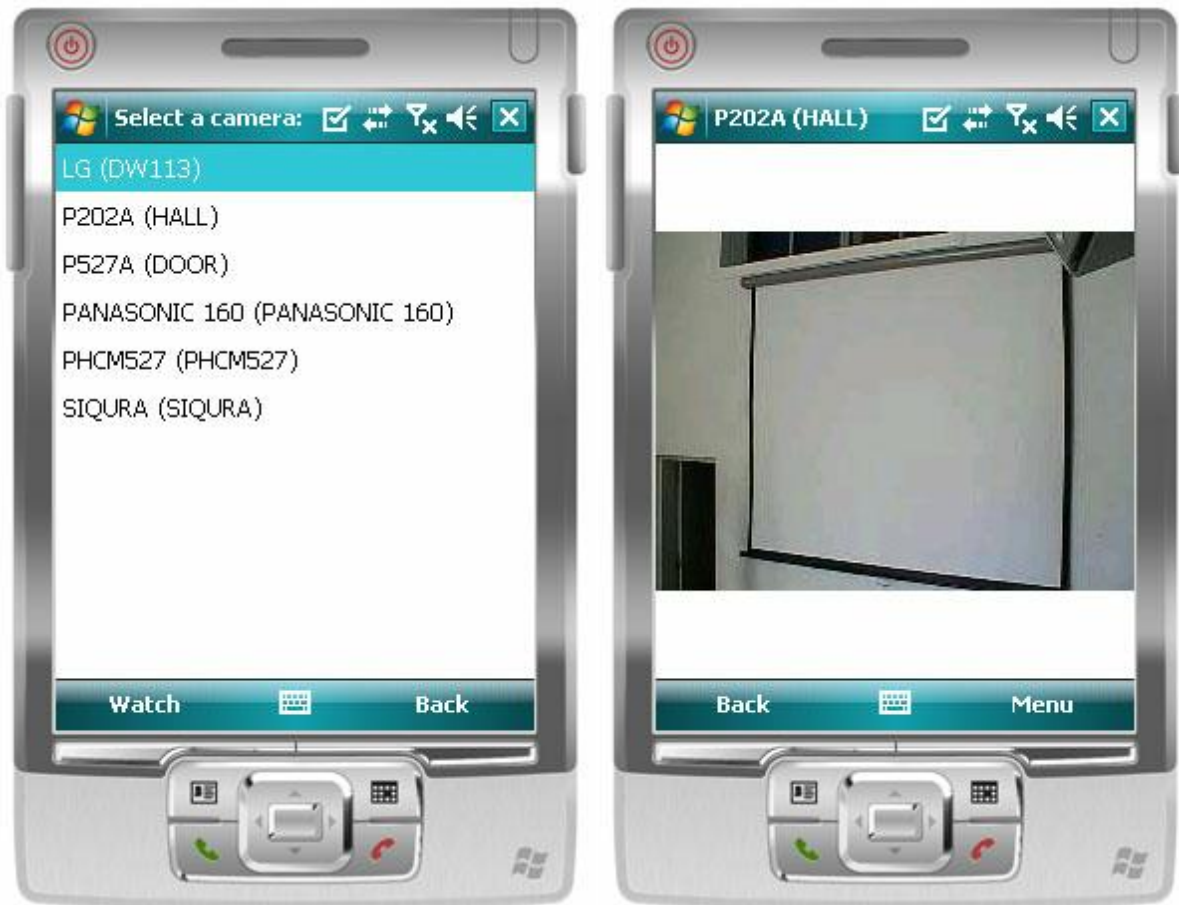 Select a camera:
LG (DW113)
P202A (HALL)
P527A (DOOR)
PANASONIC 160 (PANASONIC 160)
PHCM527 (PHCM527)
SIQURA (SIQURA)
Watch Back
P202A (HALL)
Back Menu